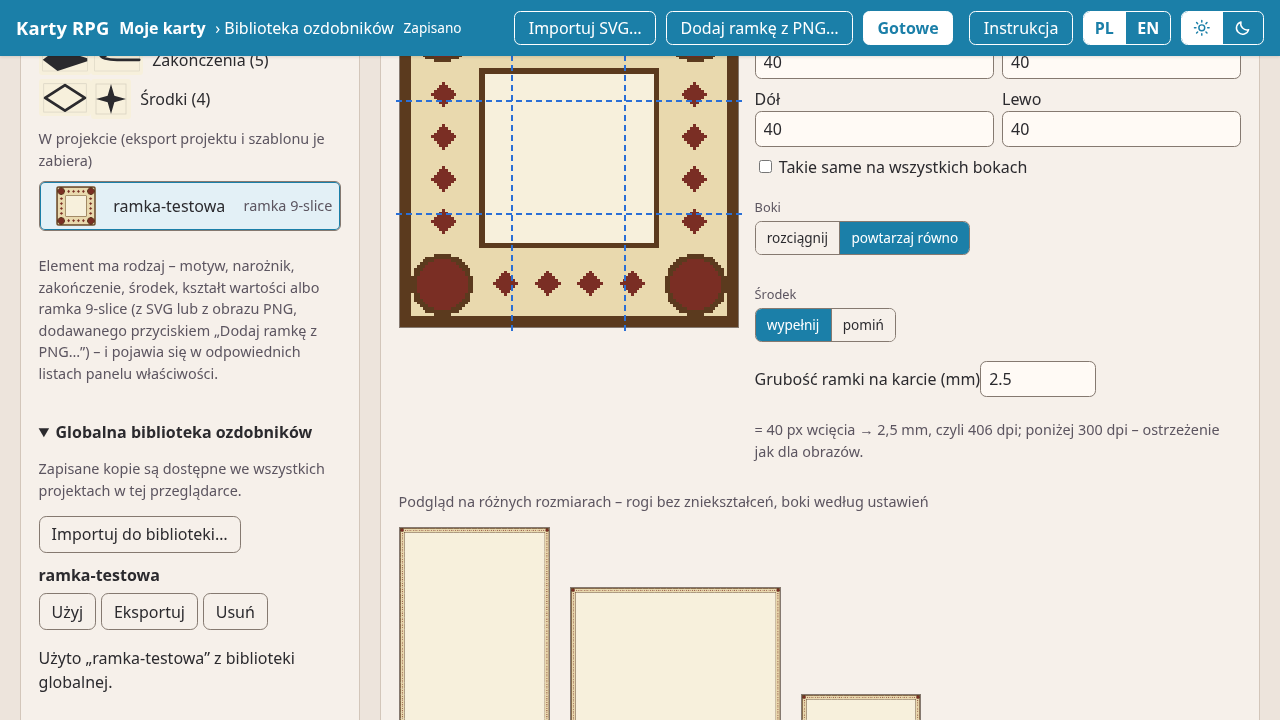 Karty RPG Moje karty › Biblioteka ozdobników Zapisano Importuj SVG... Dodaj ramkę z PNG... Gotowe Instrukcja PL EN
Zakończenia (5)
Środki (4)
W projekcie (eksport projektu i szablonu je
zabiera)
ramka-testowa ramka 9-slice
Element ma rodzaj – motyw, narożnik,
zakończenie, środek, kształt wartości albo
ramka 9-slice (z SVG lub z obrazu PNG,
dodawanego przyciskiem „Dodaj ramkę z
PNG...”) – i pojawia się w odpowiednich
listach panelu właściwości.
▼ Globalna biblioteka ozdobników
Zapisane kopie są dostępne we wszystkich
projektach w tej przeglądarce.
Importuj do biblioteki...
ramka-testowa
Użyj Eksportuj Usuń
Użyto „ramka-testowa” z biblioteki
globalnej.
40 40
Dół Lewo
40 40
Takie same na wszystkich bokach
Boki
rozciągnij powtarzaj równo
Środek
wypełnij pomiń
Grubość ramki na karcie (mm) 2.5
= 40 px wcięcia → 2,5 mm, czyli 406 dpi; poniżej 300 dpi – ostrzeżenie
jak dla obrazów.
Podgląd na różnych rozmiarach – rogi bez zniekształceń, boki według ustawień